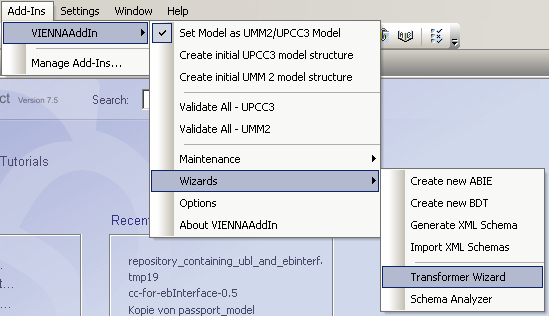 Add-Ins Settings Window Help
VIENNAAddIn
Manage Add-Ins...
Set Model as UMM2/UPCC3 Model
Create initial UPCC3 model structure
Create initial UMM 2 model structure
Validate All - UPCC3
Validate All - UMM2
Maintenance
Wizards
Options
About VIENNAAddIn
Create new ABIE
Create new BDT
Generate XML Schema
Import XML Schemas
Transformer Wizard
Schema Analyzer
ct Version 7.5 Search:
Tutorials
Recen
repository_containing_ubl_and_ebinterf
tmp19
cc-for-ebInterface-0.5
Kopie von passport_model